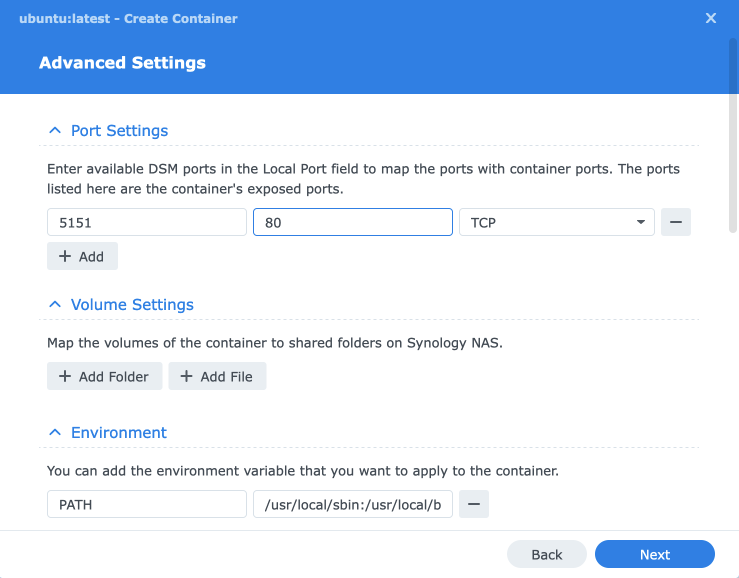 ubuntu:latest - Create Container
X
Advanced Settings
Port Settings
Enter available DSM ports in the Local Port field to map the ports with container ports. The ports
listed here are the container's exposed ports.
5151 80 TCP
+ Add
Volume Settings
Map the volumes of the container to shared folders on Synology NAS.
+ Add Folder + Add File
Environment
You can add the environment variable that you want to apply to the container.
PATH /usr/local/sbin:/usr/local/b
Back Next